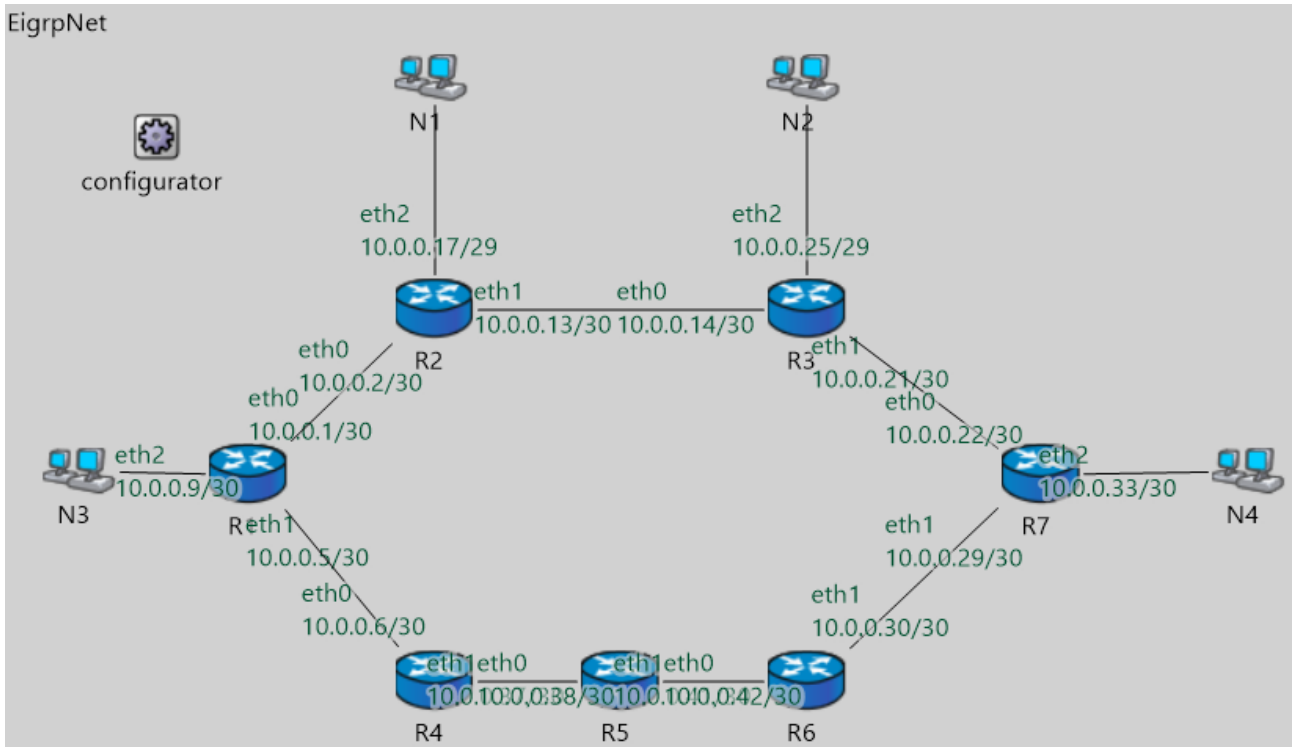 EigrpNet
configurator
N1
N2
eth2
10.0.0.17/29
eth2
10.0.0.25/29
eth1
10.0.0.13/30
eth0
10.0.0.14/30
R2
R3
eth0
10.0.0.2/30
eth0
10.0.0.1/30
eth1
10.0.0.21/30
eth0
10.0.0.22/30
N3
eth2
10.0.0.9/30
eth2
10.0.0.33/30
N4
R7
eth1
10.0.0.5/30
eth0
10.0.0.6/30
eth1
10.0.0.29/30
eth1
10.0.0.30/30
eth1
eth0
eth1
eth0
R4
R5
R6